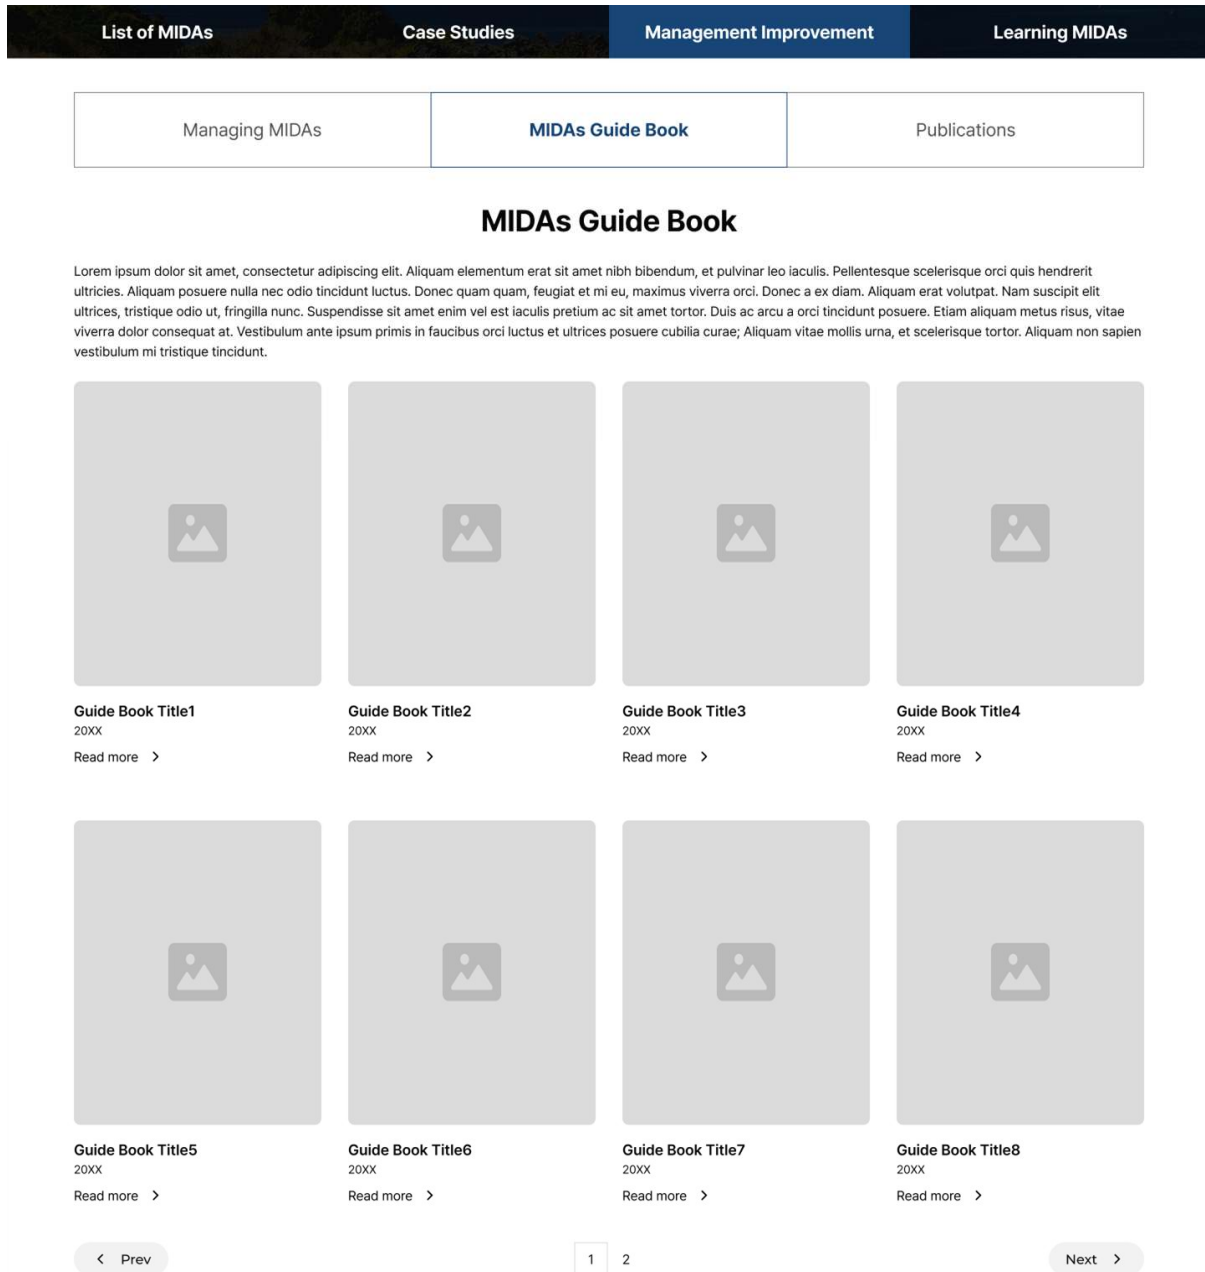 List of MIDAs
Case Studies
Management Improvement
Learning MIDAs
Managing MIDAs
MIDAs Guide Book
Publications
MIDAs Guide Book
Lorem ipsum dolor sit amet, consectetur adipiscing elit. Aliquam elementum erat sit amet nibh bibendum, et pulvinar leo iaculis. Pellentesque scelerisque orci quis hendrerit
ultricies. Aliquam posuere nulla nec odio tincidunt luctus. Donec quam quam, feugiat et mi eu, maximus viverra orci. Donec a ex diam. Aliquam erat volutpat. Nam suscipit elit
ultrices, tristique odio ut, fringilla nunc. Suspendisse sit amet enim vel est iaculis pretium ac sit amet tortor. Duis ac arcu a orci tincidunt posuere. Etiam aliquam metus risus, vitae
viverra dolor consequat at. Vestibulum ante ipsum primis in faucibus orci luctus et ultrices posuere cubilia curae; Aliquam vitae mollis urna, et scelerisque tortor. Aliquam non sapien
vestibulum mi tristique tincidunt.
Guide Book Title1
20XX
Read more
Guide Book Title2
20XX
Read more
Guide Book Title3
20XX
Read more
Guide Book Title4
20XX
Read more
Guide Book Title5
20XX
Read more
Guide Book Title6
20XX
Read more
Guide Book Title7
20XX
Read more
Guide Book Title8
20XX
Read more
Prev
1 2
Next